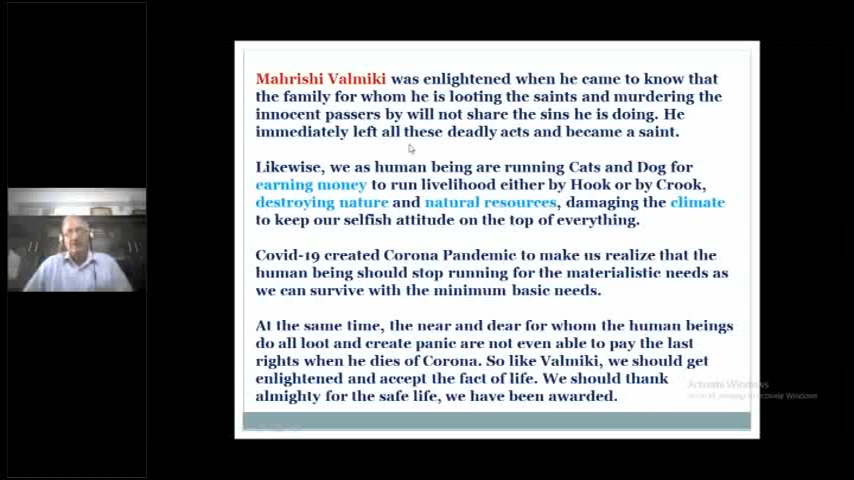 Mahrishi Valmiki was enlightened when he came to know that
the family for whom he is looting the saints and murdering the
innocent passers by will not share the sins he is doing. He
immediately left all these deadly acts and became a saint.
Likewise, we as human being are running Cats and Dog for
earning money to run livelihood either by Hook or by Crook,
destroying nature and natural resources, damaging the climate
to keep our selfish attitude on the top of everything.
Covid-19 created Corona Pandemic to make us realize that the
human being should stop running for the materialistic needs as
we can survive with the minimum basic needs.
At the same time, the near and dear for whom the human beings
do all loot and create panic are not even able to pay the last
rights when he dies of Corona. So like Valmiki, we should get
enlightened and accept the fact of life. We should thank
almighty for the safe life, we have been awarded.
Activate Windows
Activate Windows